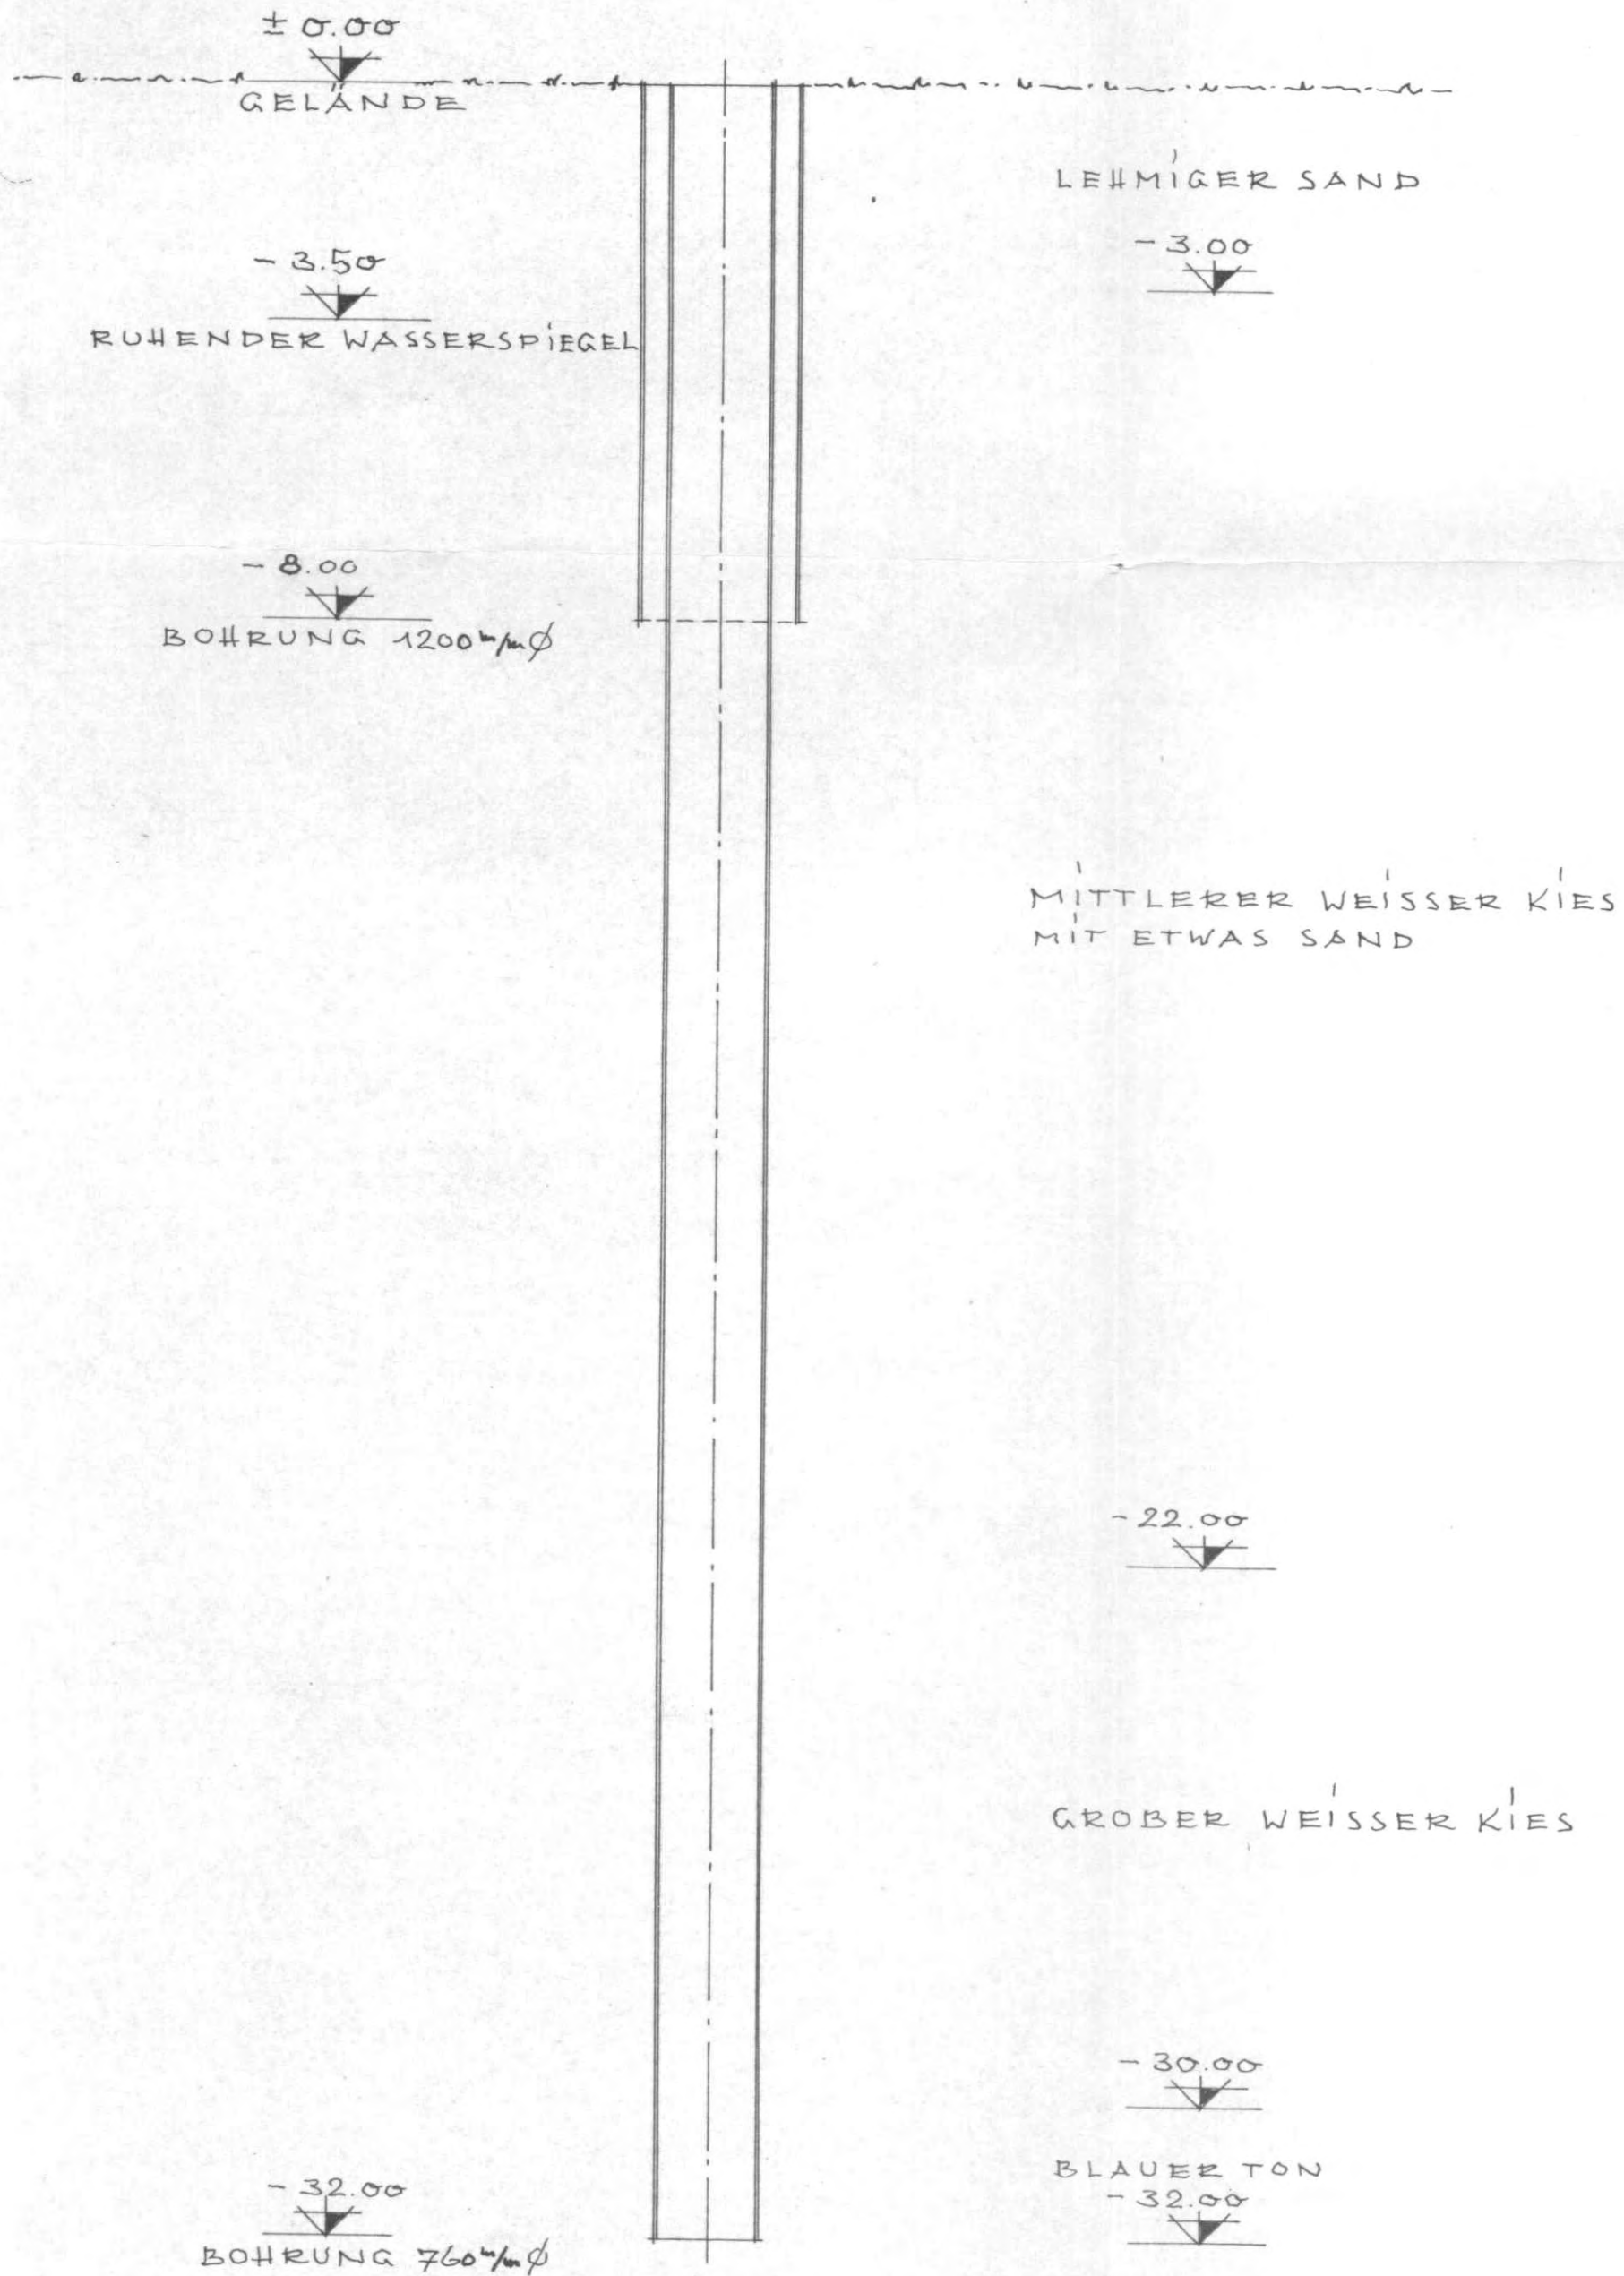 ± 0.00
GELÄNDE
LEHMIGER SAND
- 3.00
- 3.50
RUHENDER WASSERSPIEGEL
- 8.00
BOHRUNG 1200 m/m Ø
MITTLERER WEISSER KIES
MIT ETWAS SAND
- 22.00
GROBER WEISSER KIES
- 30.00
BLAUER TON
- 32.00
- 32.00
BOHRUNG 760 m/m Ø